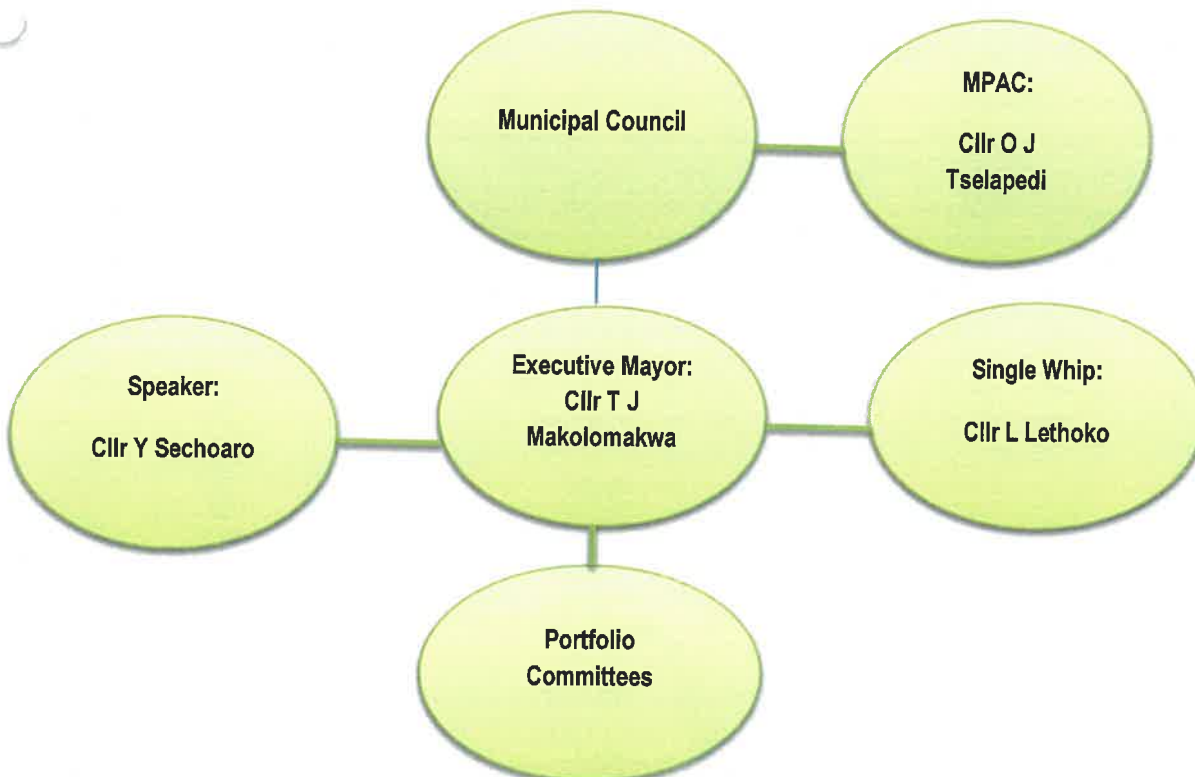 Municipal Council
MPAC:
Cllr O J
Tselapedi
Speaker:
Cllr Y Sechoaro
Executive Mayor:
Cllr T J
Makolomakwa
Single Whip:
Cllr L Lethoko
Portfolio
Committees